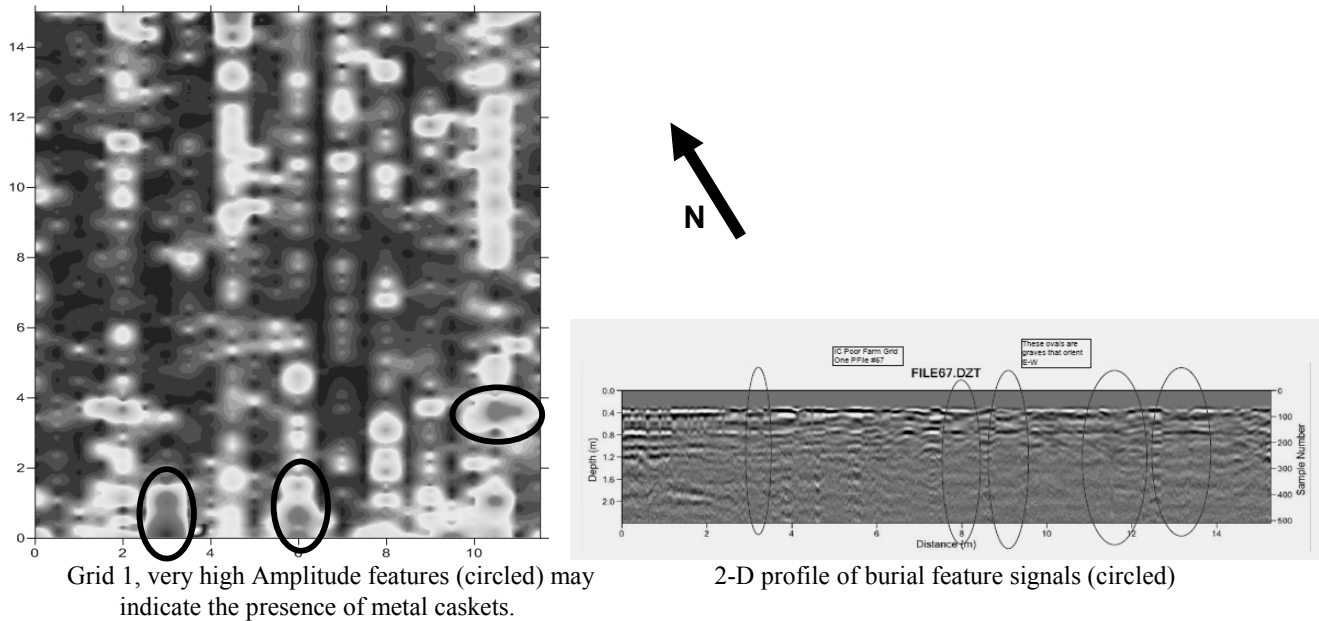 14
12
10
8
6
4
2
0
0 2 4 6 8 10
N
IC Poor Farm Grid
One PFile #67
These ovals are
graves that orient
E-W
FILE67.DZT
0.0
0.4
0.8
1.2
1.6
2.0
Depth (m)
0
100
200
300
400
500
Sample Number
0 2 4 6 8 10 12 14
Distance (m)
Grid 1, very high Amplitude features (circled) may
indicate the presence of metal caskets.
2-D profile of burial feature signals (circled)